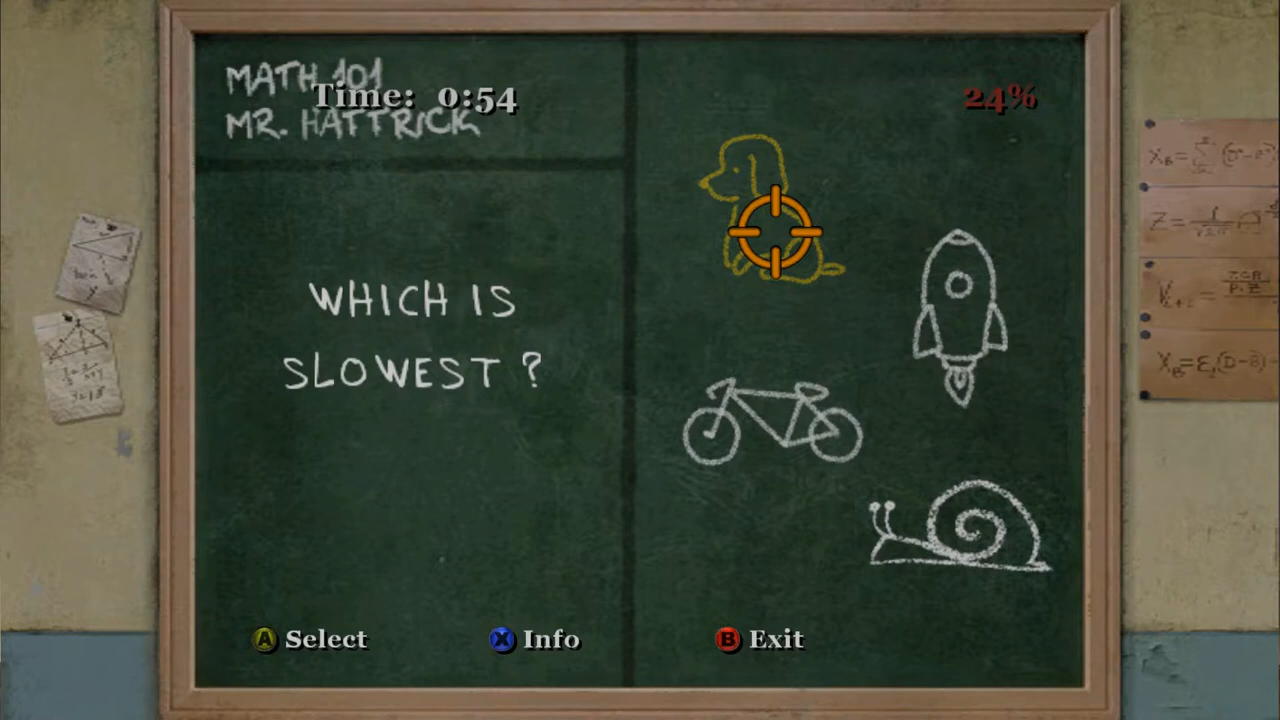 MATH 101
Time: 0:54
24%
MR. HATTRICK
WHICH IS
SLOWEST ?
A Select
X Info
B Exit